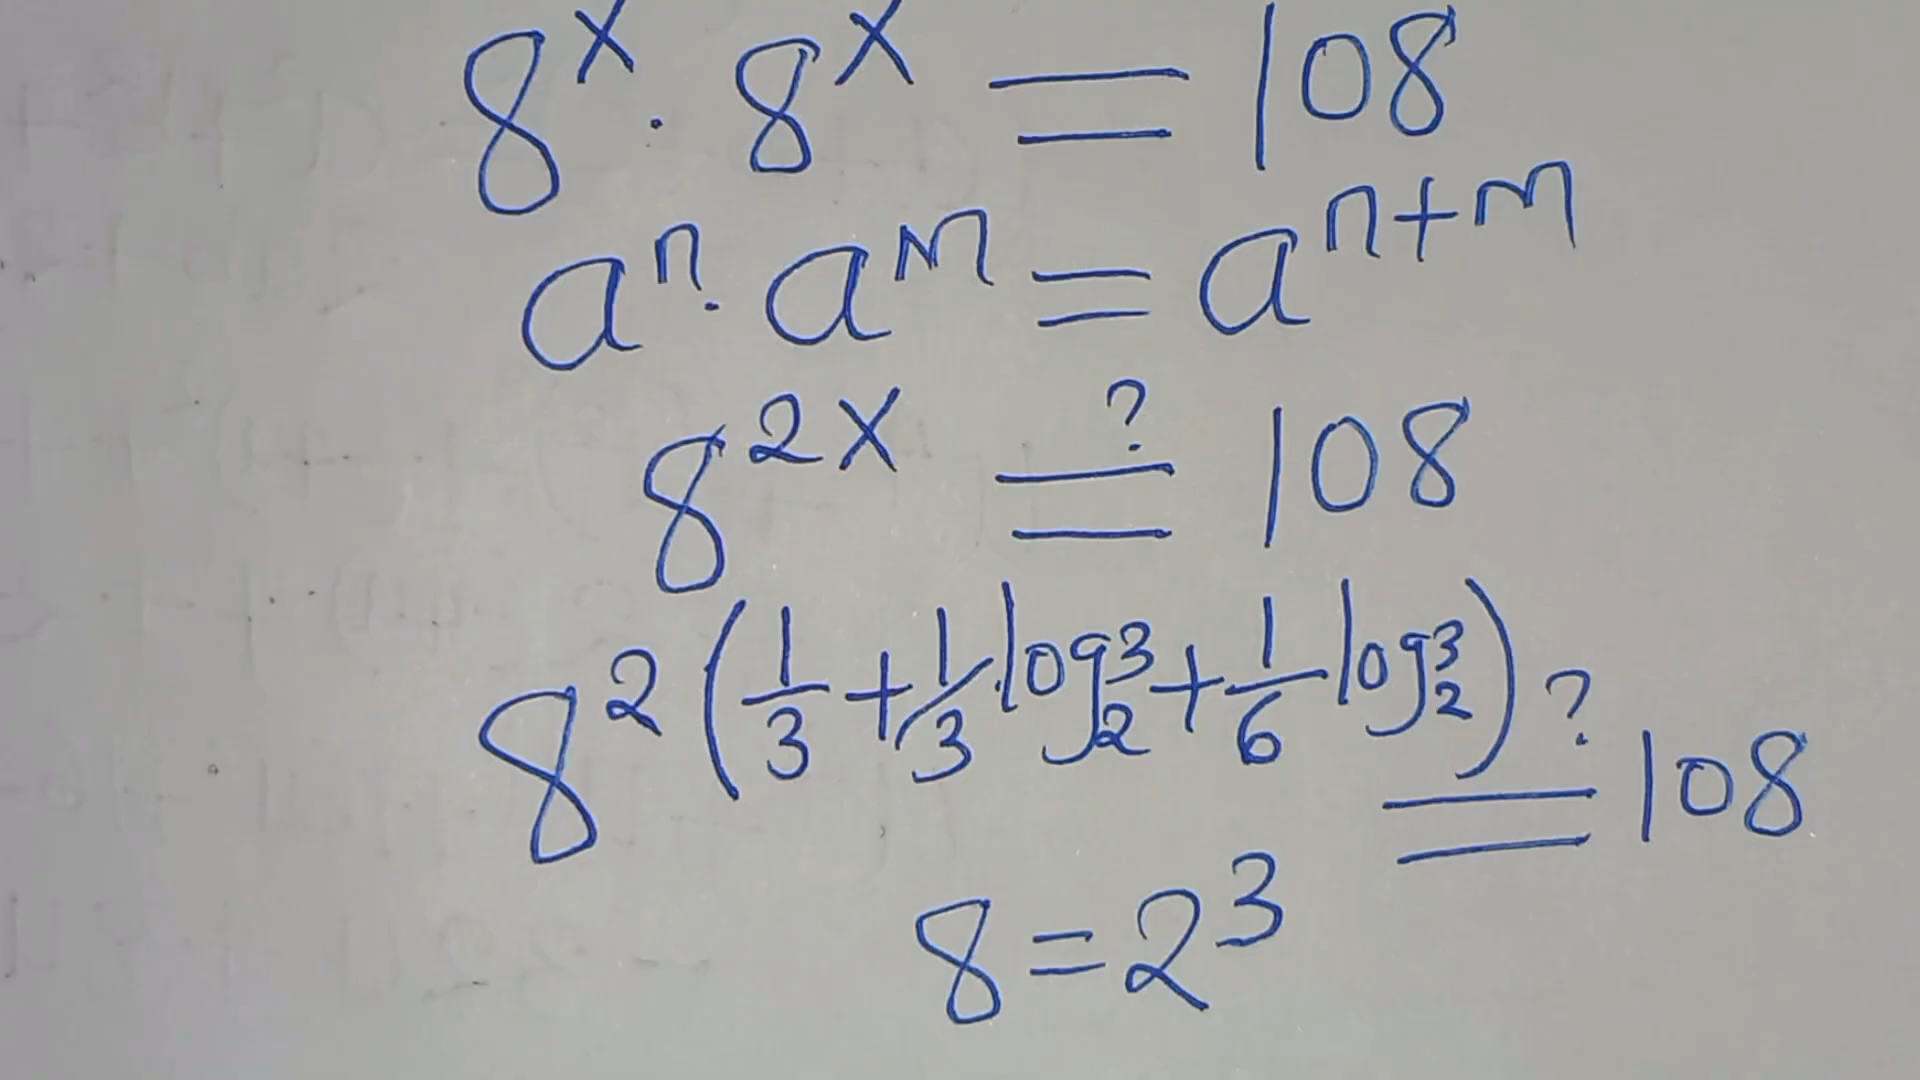 8^x · 8^x = 108
a^n · a^m = a^{n+m}
8^{2x} =? 108
8^{2(1/3 + 1/3 · log_2 3 + 1/6 log_2 3)} =? 108
8 = 2^3